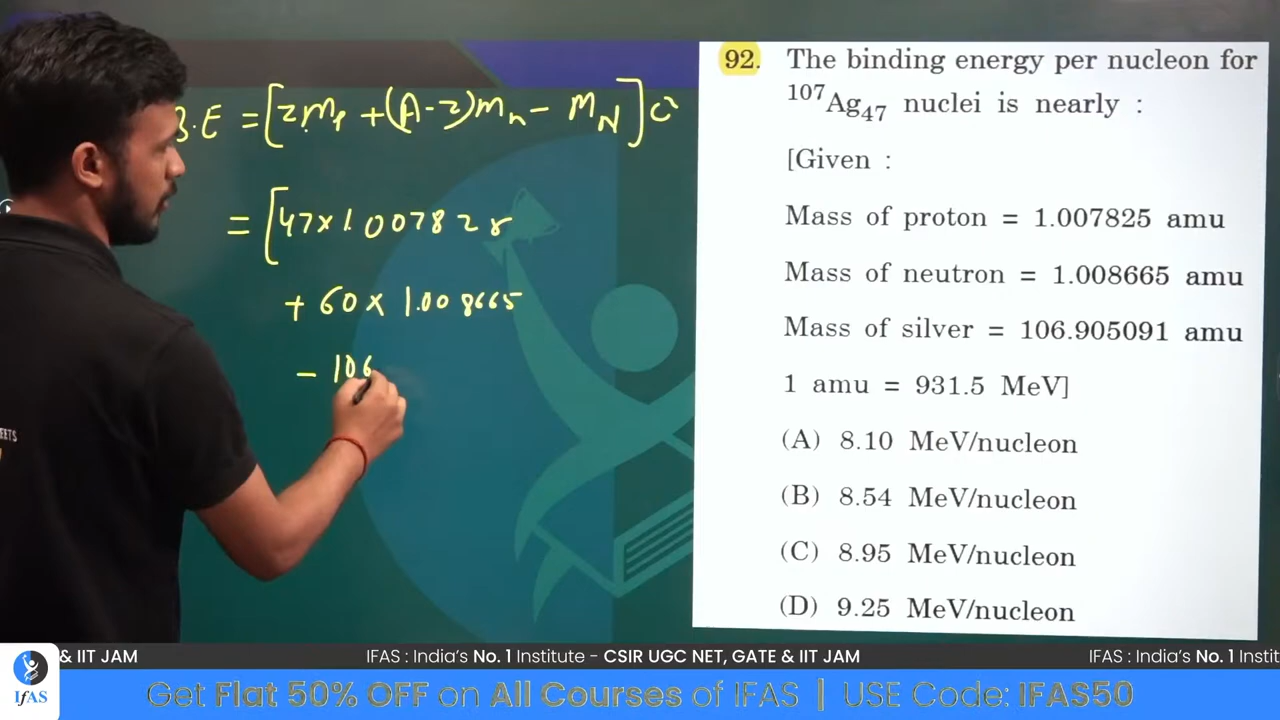 B.E = [Zmp + (A-Z)mn - MN]C²
= [47×1.007825
+ 60 × 1.008665
- 106
92. The binding energy per nucleon for
¹⁰⁷Ag₄₇ nuclei is nearly :
[Given :
Mass of proton = 1.007825 amu
Mass of neutron = 1.008665 amu
Mass of silver = 106.905091 amu
1 amu = 931.5 MeV]
(A) 8.10 MeV/nucleon
(B) 8.54 MeV/nucleon
(C) 8.95 MeV/nucleon
(D) 9.25 MeV/nucleon
& IIT JAM IFAS : India's No. 1 Institute - CSIR UGC NET, GATE & IIT JAM IFAS : India's No. 1 Instit
IfAS
Get Flat 50% OFF on All Courses of IFAS | USE Code: IFAS50